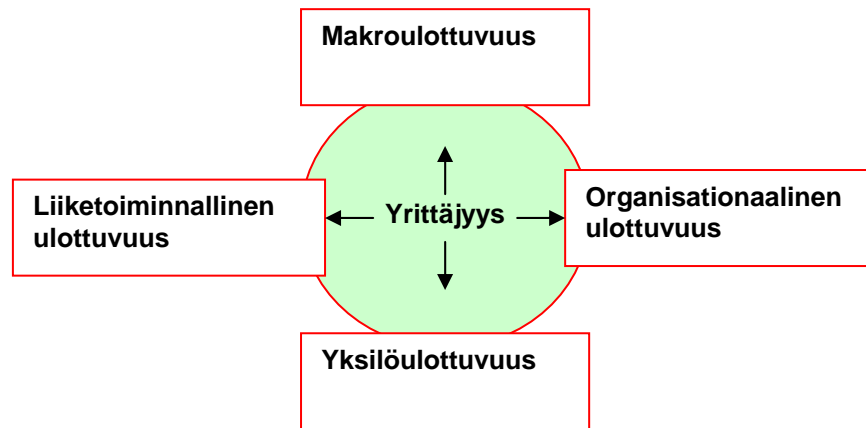 Makroulottuvuus
Liiketoiminnallinen
ulottuvuus
Yrittäjyys
Organisationaalinen
ulottuvuus
Yksilöulottuvuus